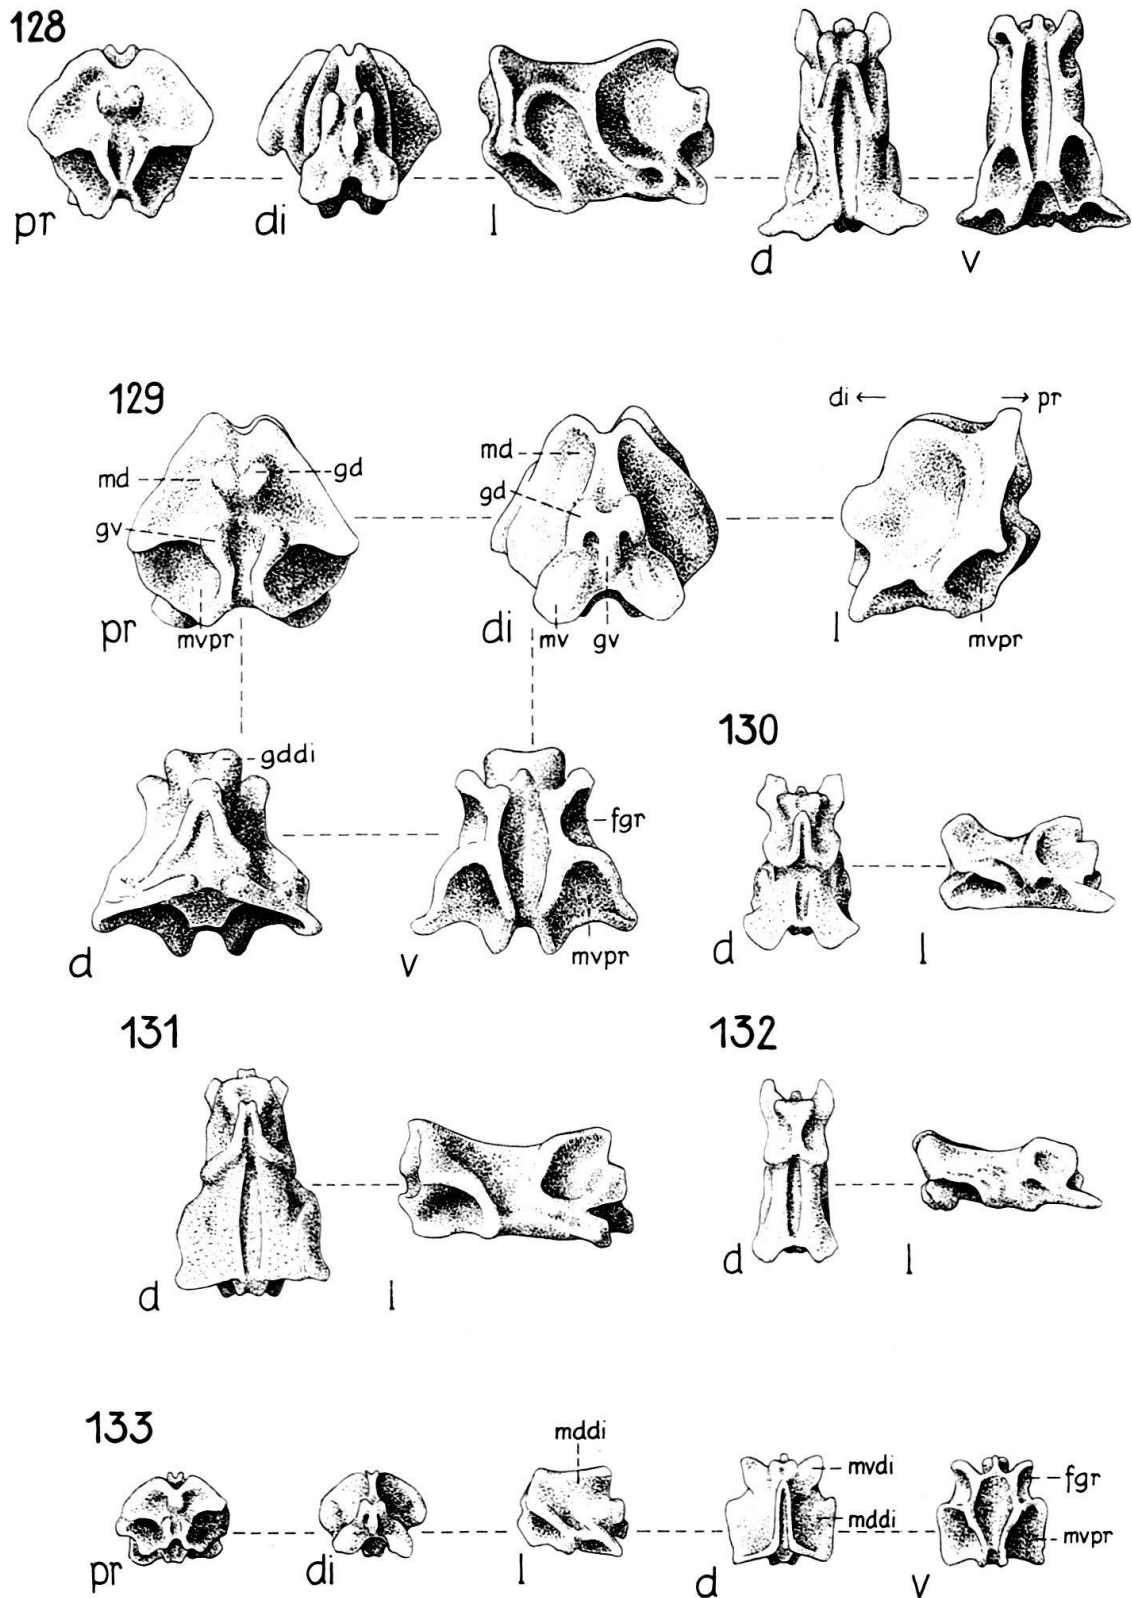 128
pr di l d v
129
di ← → pr
md gd md
gd
gv
pr mvpr di mv gv l mvpr
130
gddi
fgr
d v mvpr d l
131 132
d l d l
133
mddi
mvdi fgr
mddi mvpr
pr di l d v